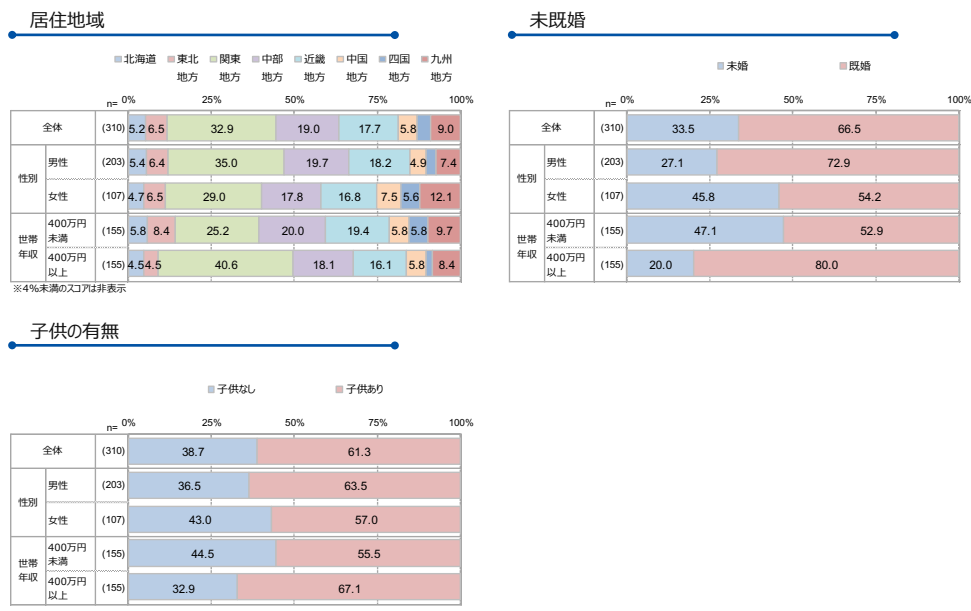 居住地域
■北海道 ■東北地方 ■関東地方 ■中部地方 ■近畿地方 ■中国地方 ■四国地方 ■九州地方
n= 0% 25% 50% 75% 100%
全体 (310) 5.2 6.5 32.9 19.0 17.7 5.8 9.0
性別 男性 (203) 5.4 6.4 35.0 19.7 18.2 4.9 7.4
女性 (107) 4.7 6.5 29.0 17.8 16.8 7.5 5.6 12.1
世帯年収 400万円未満 (155) 5.8 8.4 25.2 20.0 19.4 5.8 5.8 9.7
400万円以上 (155) 4.5 4.5 40.6 18.1 16.1 5.8 8.4
※4%未満のスコアは非表示
未既婚
■未婚 ■既婚
n= 0% 25% 50% 75% 100%
全体 (310) 33.5 66.5
性別 男性 (203) 27.1 72.9
女性 (107) 45.8 54.2
世帯年収 400万円未満 (155) 47.1 52.9
400万円以上 (155) 20.0 80.0
子供の有無
■子供なし ■子供あり
n= 0% 25% 50% 75% 100%
全体 (310) 38.7 61.3
性別 男性 (203) 36.5 63.5
女性 (107) 43.0 57.0
世帯年収 400万円未満 (155) 44.5 55.5
400万円以上 (155) 32.9 67.1